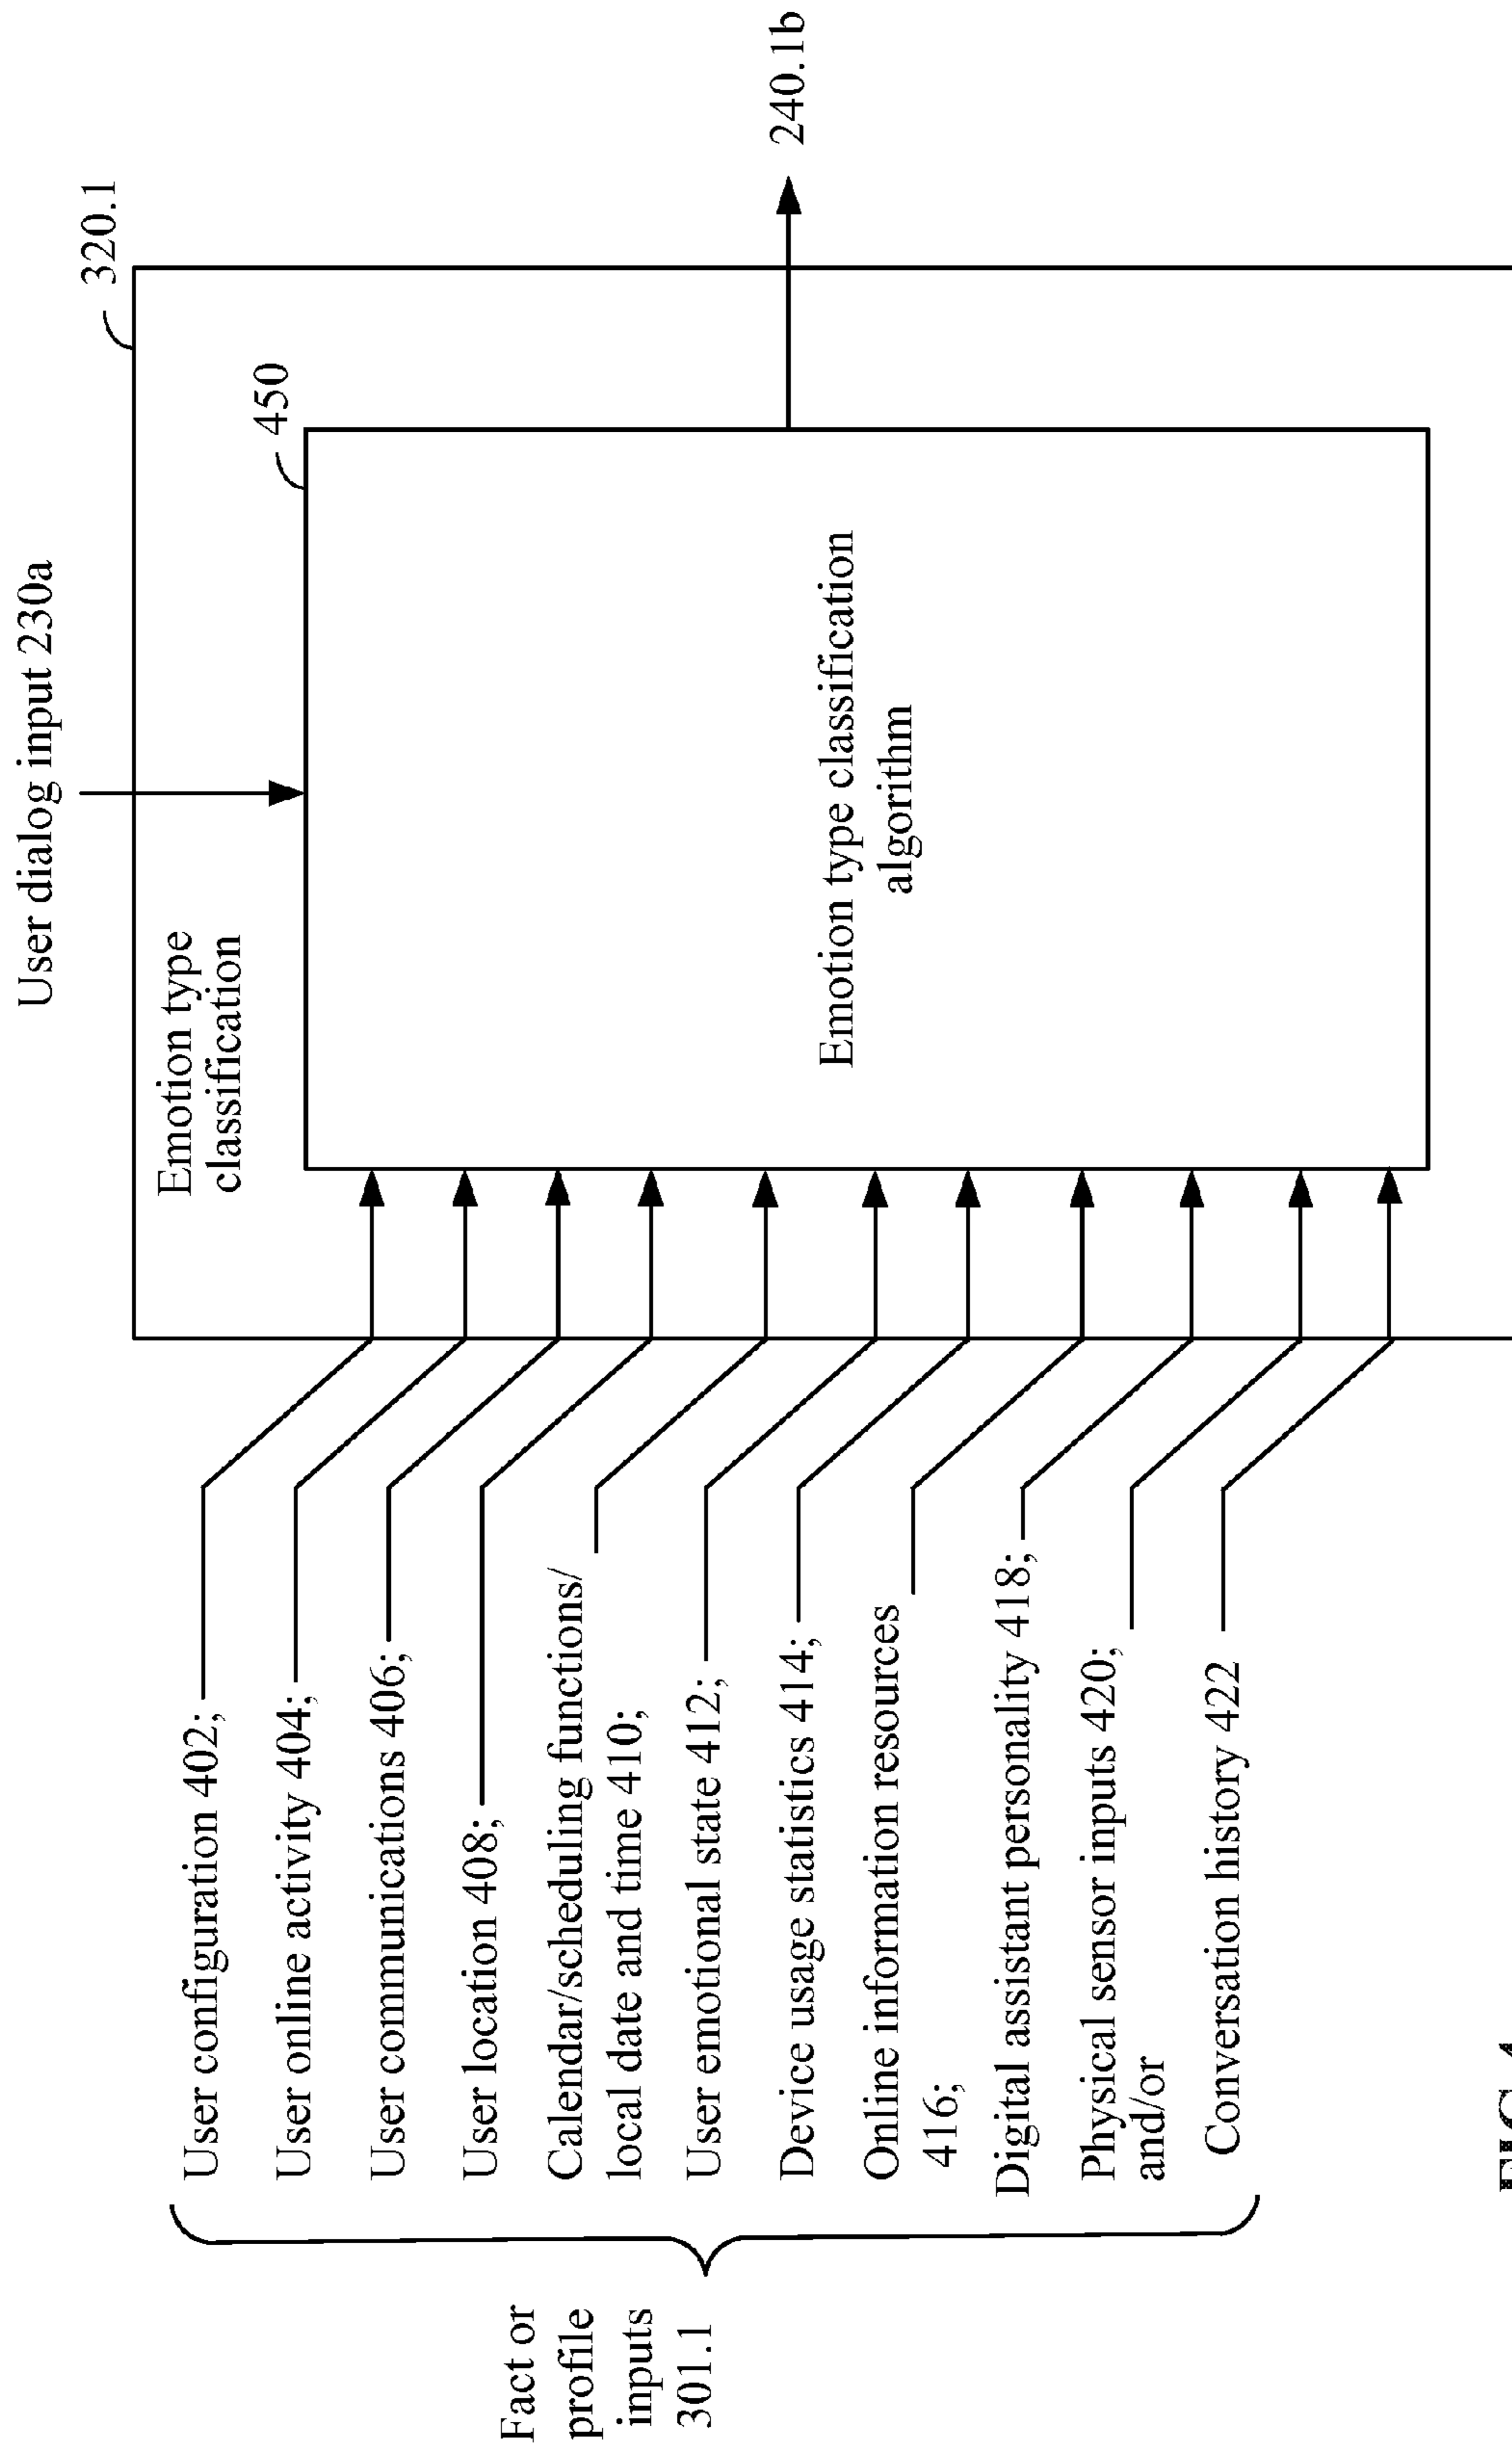 User dialog input 230a
320.1
Emotion type
classification
450
Emotion type classification
algorithm
240.1b
Fact or
profile
inputs
301.1
User configuration 402;
User online activity 404;
User communications 406;
User location 408;
Calendar/scheduling functions/
local date and time 410;
User emotional state 412;
Device usage statistics 414;
Online information resources
416;
Digital assistant personality 418;
Physical sensor inputs 420;
and/or
Conversation history 422